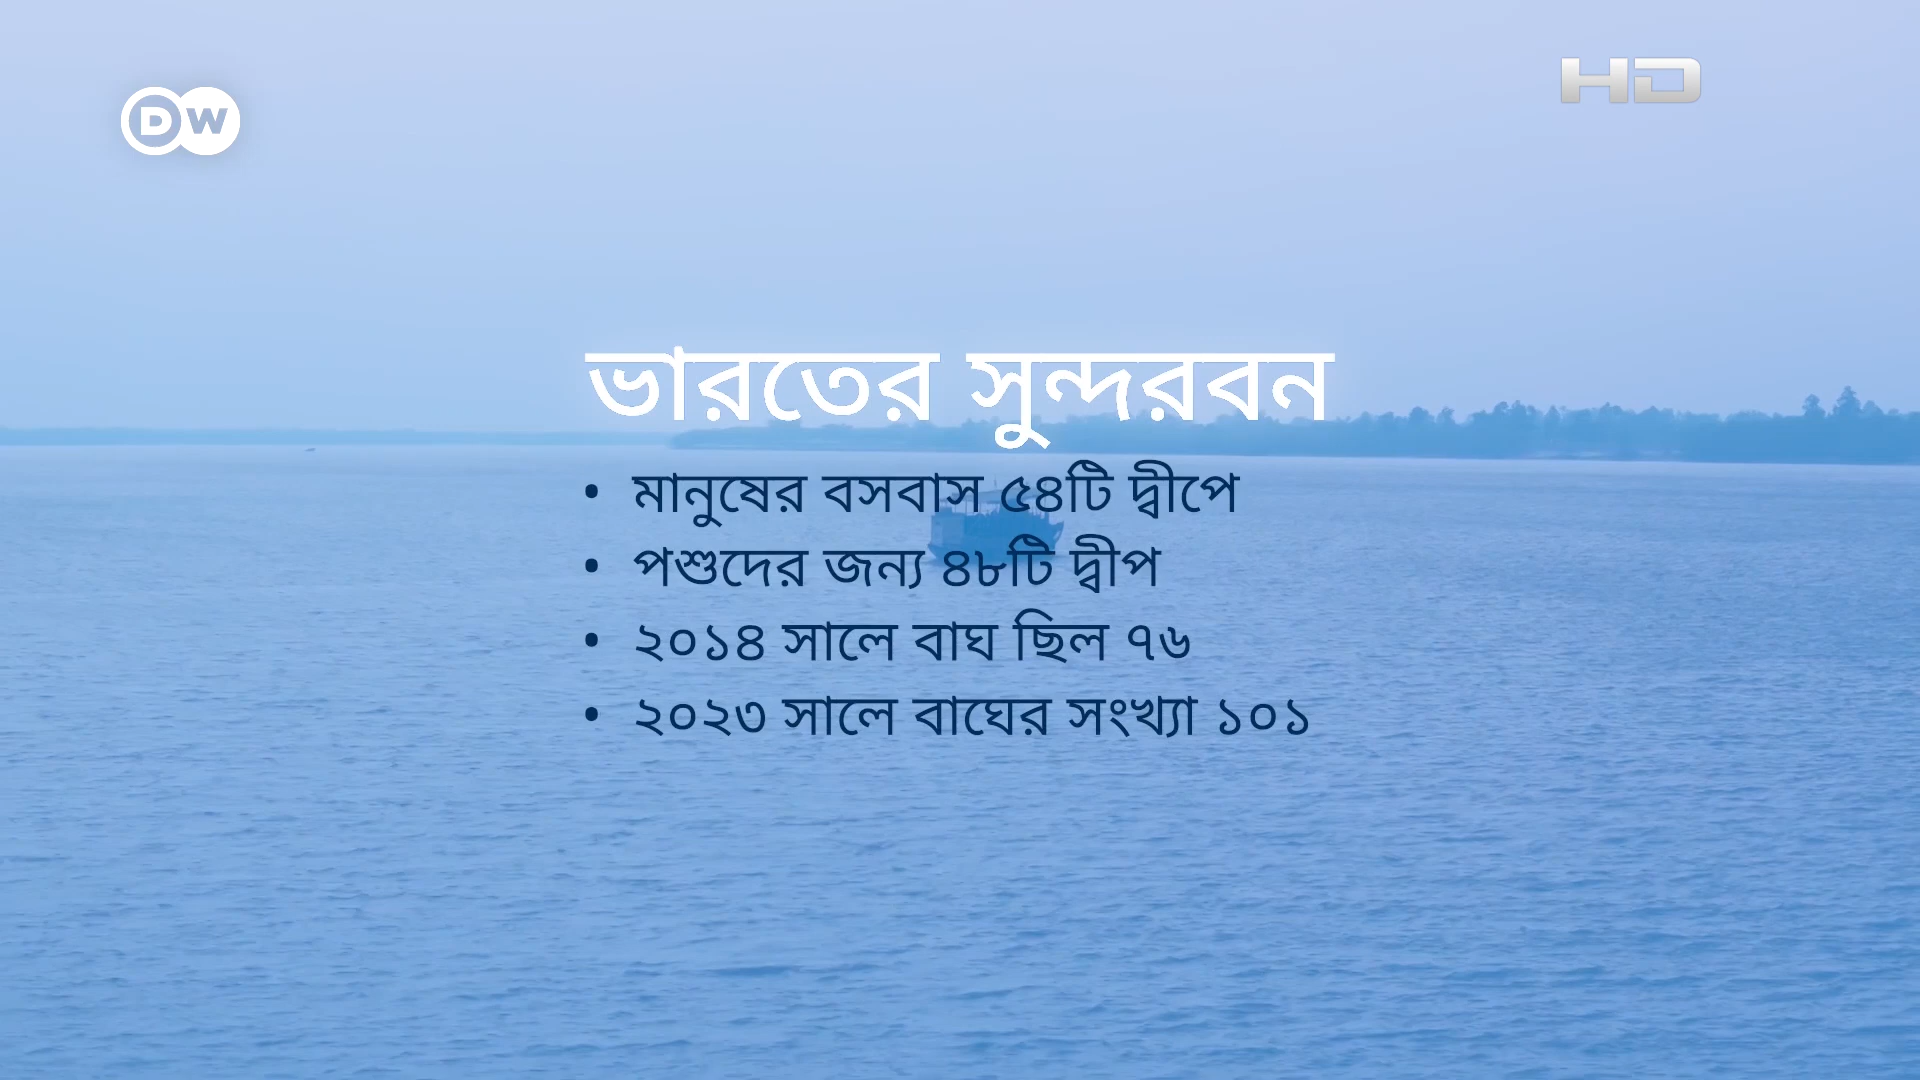 DW
HD
ভারতের সুন্দরবন
• মানুষের বসবাস ৫৪টি দ্বীপে
• পশুদের জন্য ৪৮টি দ্বীপ
• ২০১৪ সালে বাঘ ছিল ৭৬
• ২০২৩ সালে বাঘের সংখ্যা ১০১